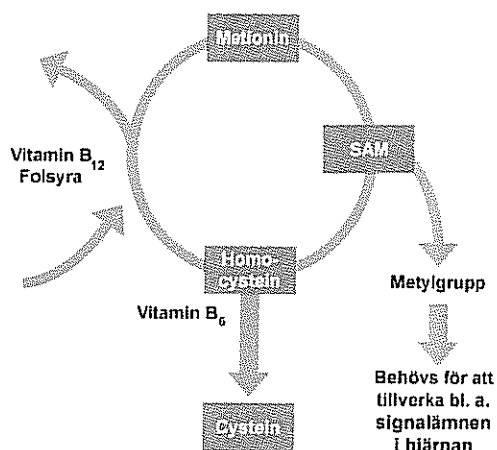 Metionin
Vitamin B12
Folsyra
SAM
Homo-
cystein
Vitamin B6
Metylgrupp
Cystein
Behövs för att
tillverka bl. a.
signalämnen
i hjärnan